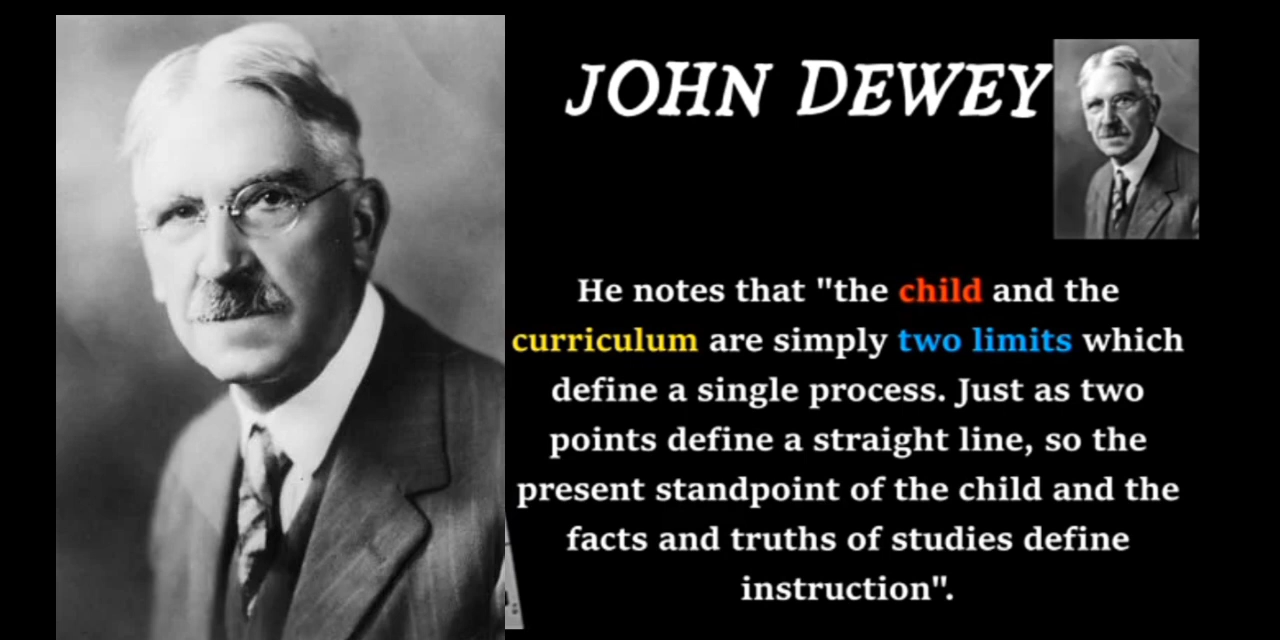 JOHN DEWEY
He notes that "the child and the
curriculum are simply two limits which
define a single process. Just as two
points define a straight line, so the
present standpoint of the child and the
facts and truths of studies define
instruction".